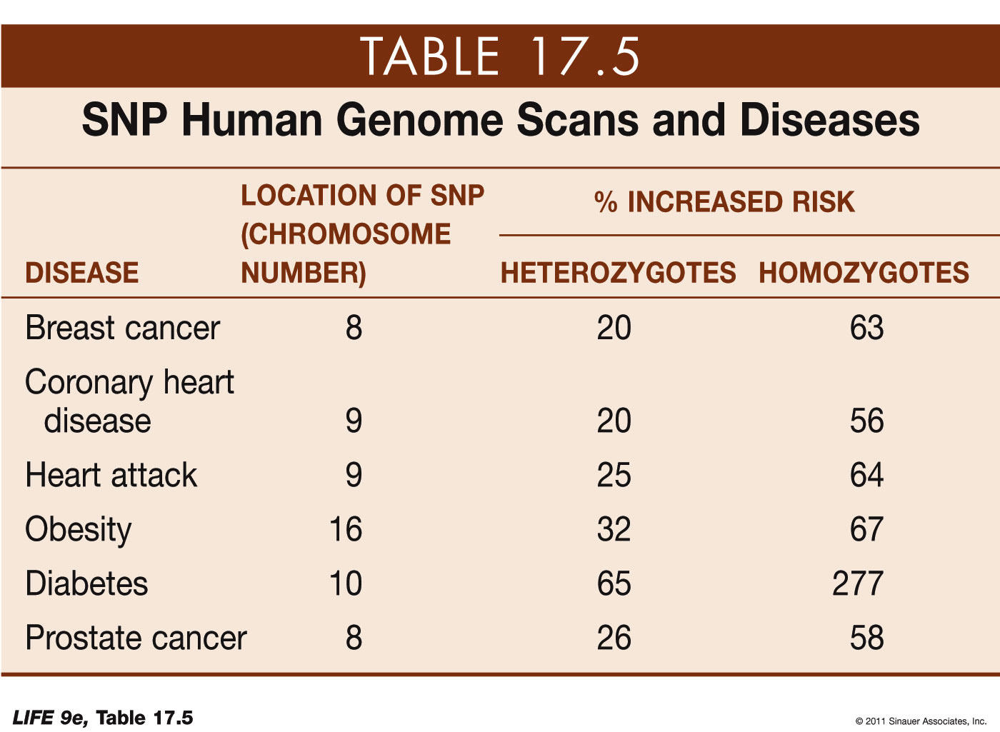 TABLE 17.5
SNP Human Genome Scans and Diseases
LOCATION OF SNP
(CHROMOSOME
NUMBER)
% INCREASED RISK
DISEASE
HETEROZYGOTES HOMOZYGOTES
Breast cancer 8 20 63
Coronary heart
disease 9 20 56
Heart attack 9 25 64
Obesity 16 32 67
Diabetes 10 65 277
Prostate cancer 8 26 58
LIFE 9e, Table 17.5
© 2011 Sinauer Associates, Inc.